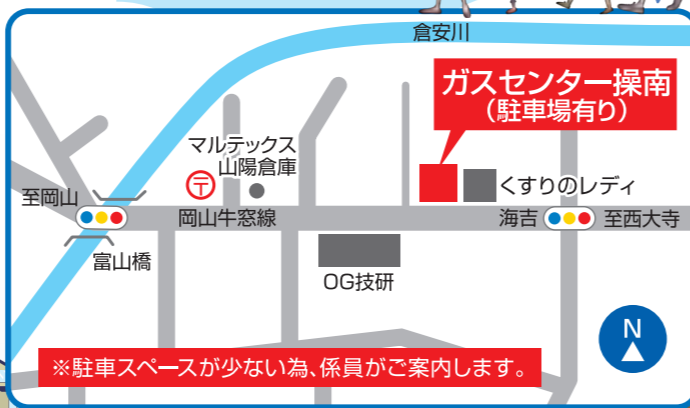 倉安川
ガスセンター操南
（駐車場有り）
マルテックス
山陽倉庫
〒
くすりのレディ
至岡山
岡山牛窓線
海吉
至西大寺
富山橋
OG技研
N
※駐車スペースが少ない為、係員がご案内します。